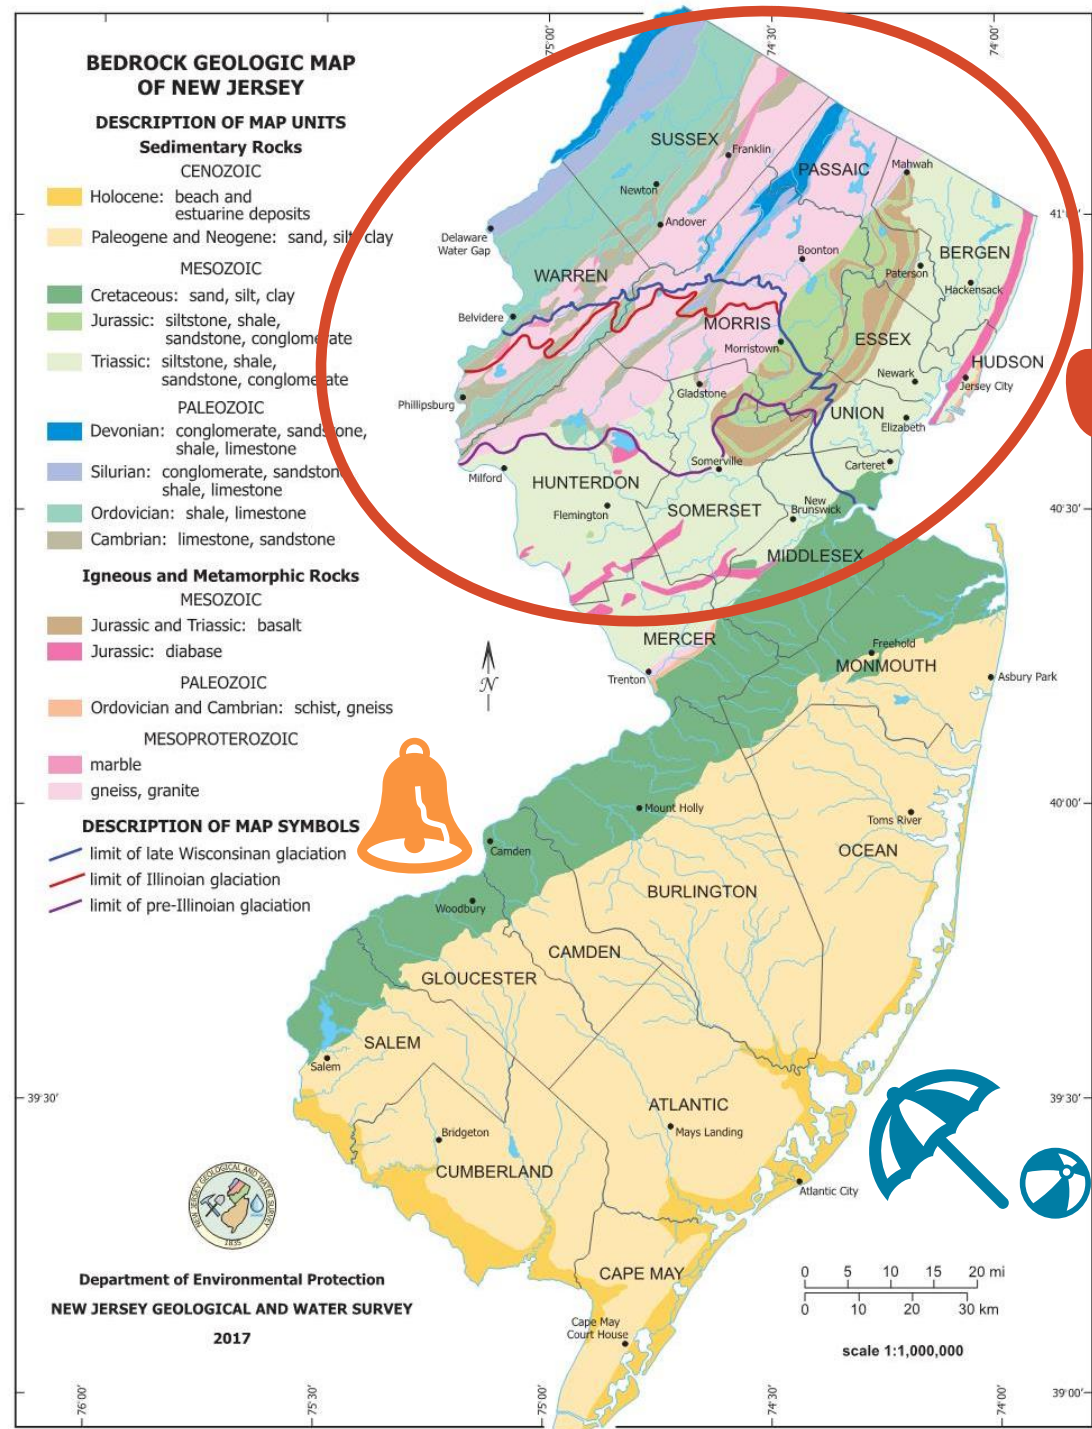 BEDROCK GEOLOGIC MAP
OF NEW JERSEY
DESCRIPTION OF MAP UNITS
Sedimentary Rocks
CENOZOIC
Holocene: beach and
estuarine deposits
Paleogene and Neogene: sand, silt, clay
MESOZOIC
Cretaceous: sand, silt, clay
Jurassic: siltstone, shale,
sandstone, conglomerate
Triassic: siltstone, shale,
sandstone, conglomerate
PALEOZOIC
Devonian: conglomerate, sandstone,
shale, limestone
Silurian: conglomerate, sandstone
shale, limestone
Ordovician: shale, limestone
Cambrian: limestone, sandstone
Igneous and Metamorphic Rocks
MESOZOIC
Jurassic and Triassic: basalt
Jurassic: diabase
PALEOZOIC
Ordovician and Cambrian: schist, gneiss
MESOPROTEROZOIC
marble
gneiss, granite
DESCRIPTION OF MAP SYMBOLS
limit of late Wisconsinan glaciation
limit of Illinoian glaciation
limit of pre-Illinoian glaciation
75°00'
74°30'
74°00'
SUSSEX
Franklin
PASSAIC
Mahwah
Newton
Andover
41°00'
Delaware
Water Gap
WARREN
Boonton
Paterson
BERGEN
Hackensack
Belvidere
MORRIS
Morristown
ESSEX
HUDSON
Newark
Jersey City
Phillipsburg
Gladstone
UNION
Elizabeth
Milford
HUNTERDON
Somerville
Carteret
Flemington
SOMERSET
New
Brunswick
40°30'
MIDDLESEX
MERCER
Trenton
N
Freehold
MONMOUTH
Asbury Park
Mount Holly
40°00'
Toms River
Camden
OCEAN
BURLINGTON
Woodbury
CAMDEN
GLOUCESTER
SALEM
Salem
39°30'
39°30'
ATLANTIC
Mays Landing
Bridgeton
CUMBERLAND
Atlantic City
CAPE MAY
Cape May
Court House
NEW JERSEY GEOLOGICAL AND WATER SURVEY
1835
Department of Environmental Protection
NEW JERSEY GEOLOGICAL AND WATER SURVEY
2017
0 5 10 15 20 mi
0 10 20 30 km
scale 1:1,000,000
39°00'
76°00'
75°30'
75°00'
74°30'
74°00'